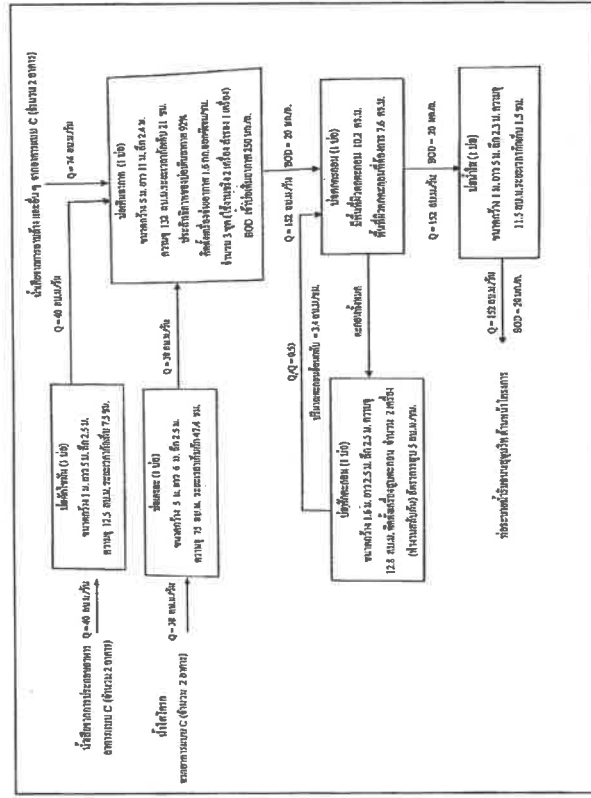 น้ำเสียจากการประกอบอาหาร Q=40 ลบ.ม/วัน
อาคารแบบ C (จำนวน 2 อาคาร)
บ่อดักไขมัน (1 บ่อ)
ขนาดกว้าง 1 ม. ยาว 5 ม. ลึก 2.5 ม.
ความจุ 12.5 ลบ.ม. ระยะเวลากักเก็บ 7.5 ชม.
Q = 40 ลบ.ม/วัน
น้ำเสียจากการอาบล้าง และอื่นๆ จากอาคารแบบ C (จำนวน 2 อาคาร)
Q = 74 ลบ.ม/วัน
น้ำโสโครก
จากอาคารแบบ C (จำนวน 2 อาคาร)
Q = 38 ลบ.ม/วัน
บ่อเกรอะ (1 บ่อ)
ขนาดกว้าง 5 ม. ยาว 6 ม. ลึก 2.5 ม.
ความจุ 75 ลบ.ม. ระยะเวลาเก็บกัก 47.4 ชม.
Q = 38 ลบ.ม/วัน
บ่อเติมอากาศ (1 บ่อ)
ขนาดกว้าง 5 ม. ยาว 11 ม. ลึก 2.4 ม.
ความจุ 132 ลบ.ม. ระยะเวลากักเก็บ 21 ชม.
ประสิทธิภาพของบ่อเติมอากาศ 92%
ติดตั้งเครื่องเติมอากาศ 1.6 กก.ออกซิเจน/ชม.
จำนวน 3 ชุด (ใช้งานจริง 2 เครื่อง สำรอง 1 เครื่อง)
BOD เข้าบ่อเติมอากาศ 250 มก./ล.
Q = 152 ลบ.ม/วัน BOD = 20 มก./ล.
Q/Q = 0.53
ปริมาณตะกอนย้อนกลับ = 3.4 ลบ.ม/ชม.
บ่อตกตะกอน (1 บ่อ)
มีพื้นที่ผิวตกตะกอน 10.2 ตร.ม.
พื้นที่ผิวตกตะกอนที่ต้องการ 7.6 ตร.ม.
ตะกอนทั้งหมด
บ่อพักตะกอน (1 บ่อ)
ขนาดกว้าง 1.6 ม. ยาว 2.5 ม. ลึก 2.5 ม. ความจุ
12.8 ลบ.ม. ติดตั้งเครื่องสูบตะกอน จำนวน 2 เครื่อง
(ทำงานสลับกัน) อัตราการสูบ 5 ลบ.ม/ชม.
Q = 152 ลบ.ม/วัน BOD = 20 มก./ล.
บ่อน้ำใส (1 บ่อ)
ขนาดกว้าง 1 ม. ยาว 5 ม. ลึก 2.3 ม. ความจุ
11.5 ลบ.ม. ระยะเวลากักเก็บ 1.5 ชม.
Q = 152 ลบ.ม/วัน
BOD = 20 มก./ล.
ท่อระบายน้ำริมถนนสุขุมวิท ด้านหน้าโครงการ